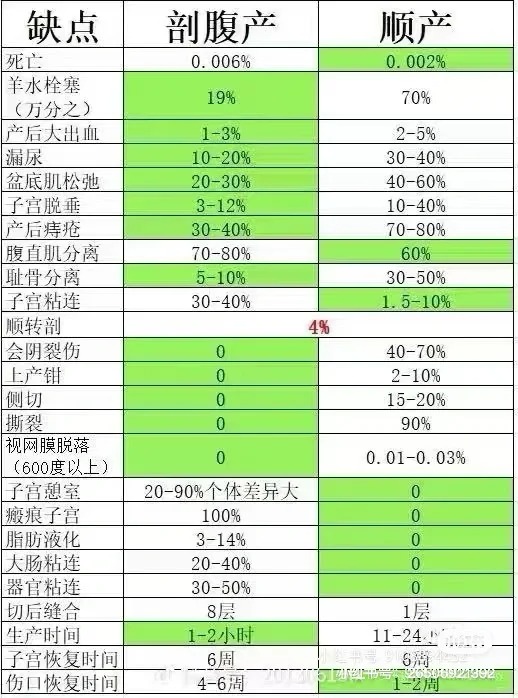 缺点 剖腹产 顺产
死亡 0.006% 0.002%
羊水栓塞
（万分之） 19% 70%
产后大出血 1-3% 2-5%
漏尿 10-20% 30-40%
盆底肌松弛 20-30% 40-60%
子宫脱垂 3-12% 10-40%
产后痔疮 30-40% 70-80%
腹直肌分离 70-80% 60%
耻骨分离 5-10% 30-50%
子宫粘连 30-40% 1.5-10%
顺转剖 4%
会阴裂伤 0 40-70%
上产钳 0 2-10%
侧切 0 15-20%
撕裂 0 90%
视网膜脱落
（600度以上） 0 0.01-0.03%
子宫憩室 20-90%个体差异大 0
瘢痕子宫 100% 0
脂肪液化 3-14% 0
大肠粘连 20-40% 0
器官粘连 30-50% 0
切后缝合 8层 1层
生产时间 1-2小时 11-24
子宫恢复时间 6周 6周
伤口恢复时间 4-6周 1-2周